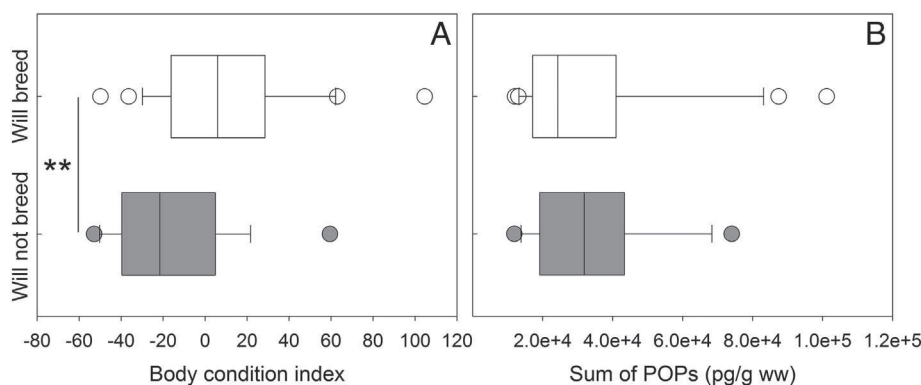 A
B
Will breed
Will not breed
**
-80 -60 -40 -20 0 20 40 60 80 100 120
2.0e+4 4.0e+4 6.0e+4 8.0e+4 1.0e+5 1.2e+5
Body condition index
Sum of POPs (pg/g ww)